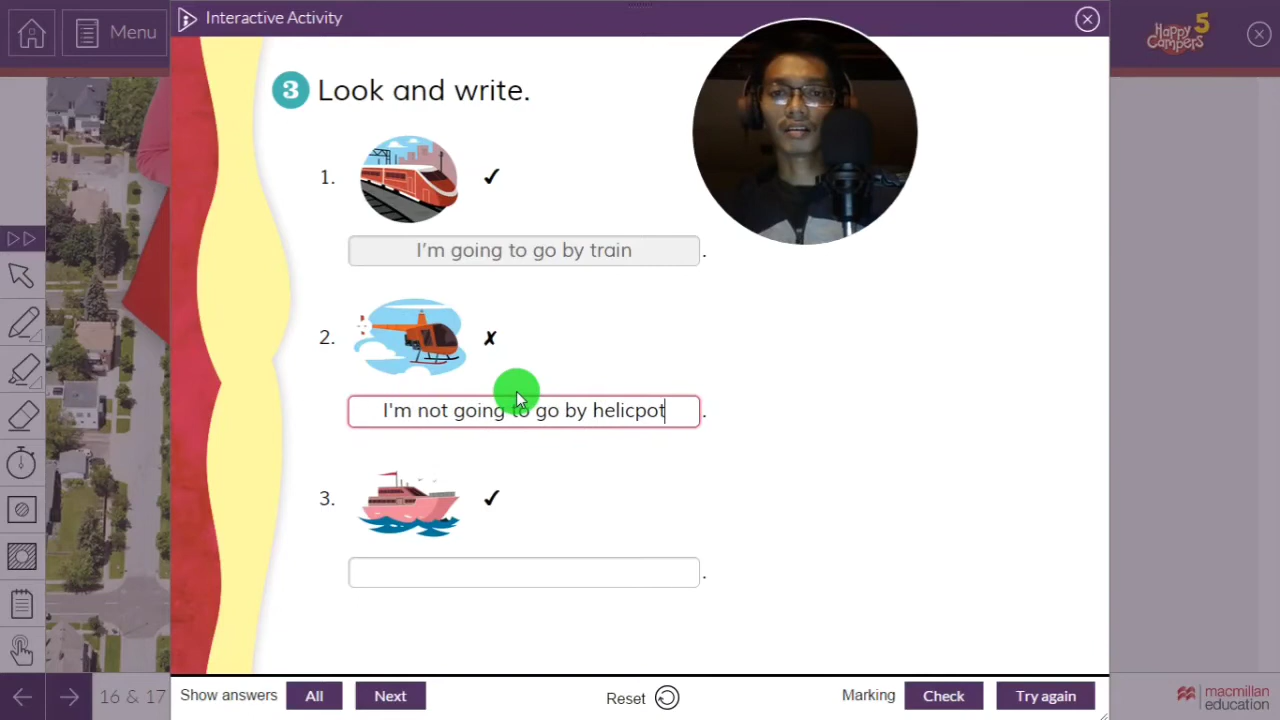 Interactive Activity
Menu
Happy Campers 5
3 Look and write.
1. ✓
I'm going to go by train.
2. ✗
I'm not going to go by helicpot.
3. ✓
.
16 & 17
Show answers All Next Reset Marking Check Try again
macmillan education